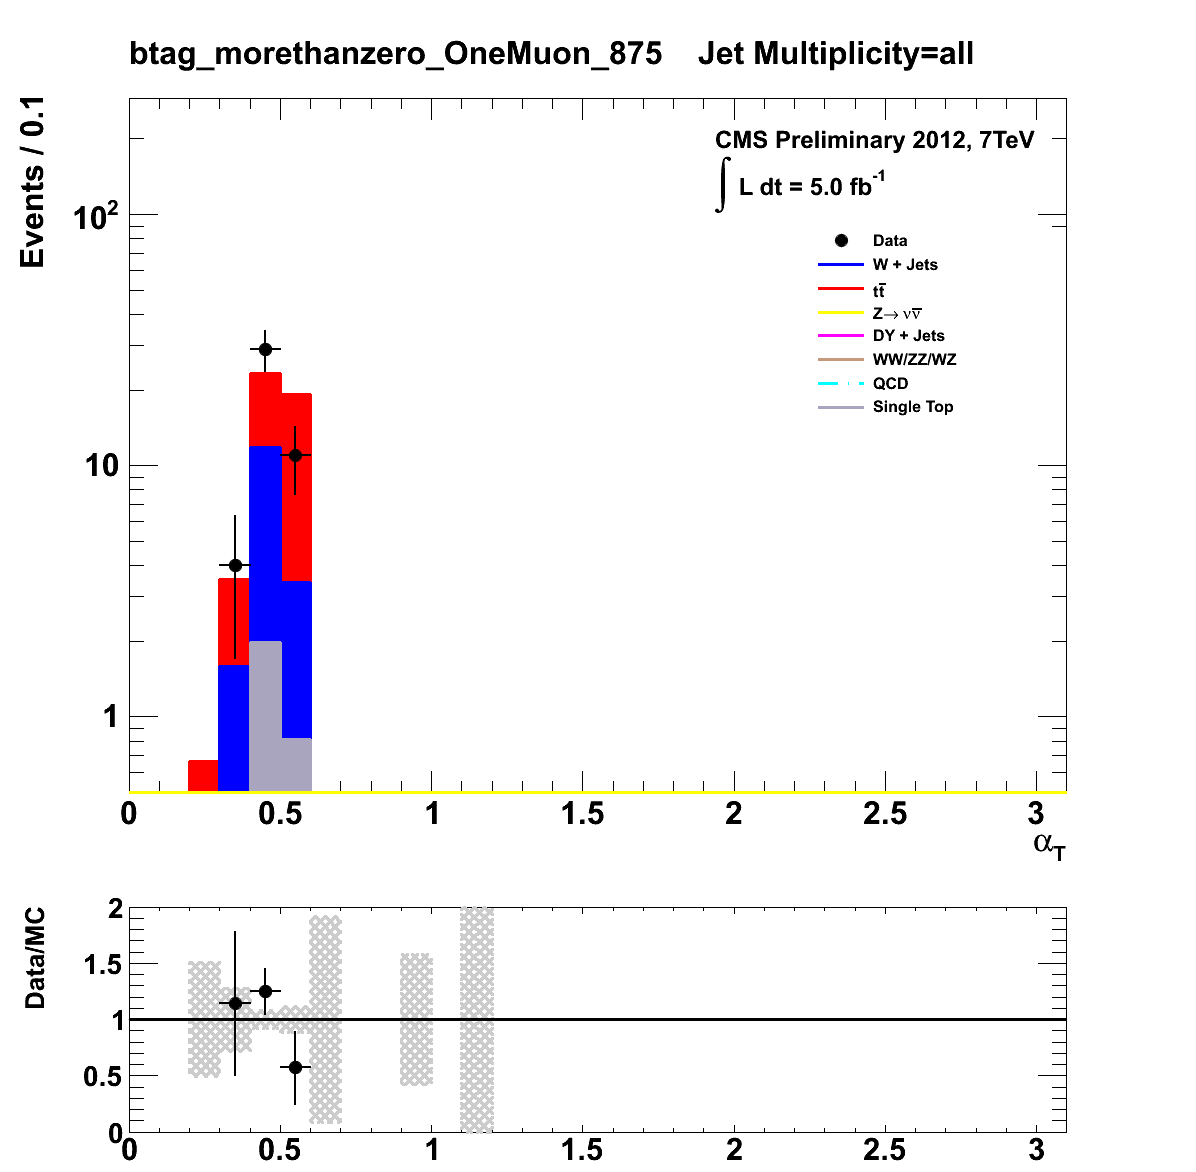 btag_morethanzero_OneMuon_875 Jet Multiplicity=all
Events / 0.1
CMS Preliminary 2012, 7TeV
∫ L dt = 5.0 fb⁻¹
10²
10
1
Data
W + Jets
tt̅
Z→ νν̅
DY + Jets
WW/ZZ/WZ
QCD
Single Top
0 0.5 1 1.5 2 2.5 3
α_T
Data/MC
2
1.5
1
0.5
0
0 0.5 1 1.5 2 2.5 3